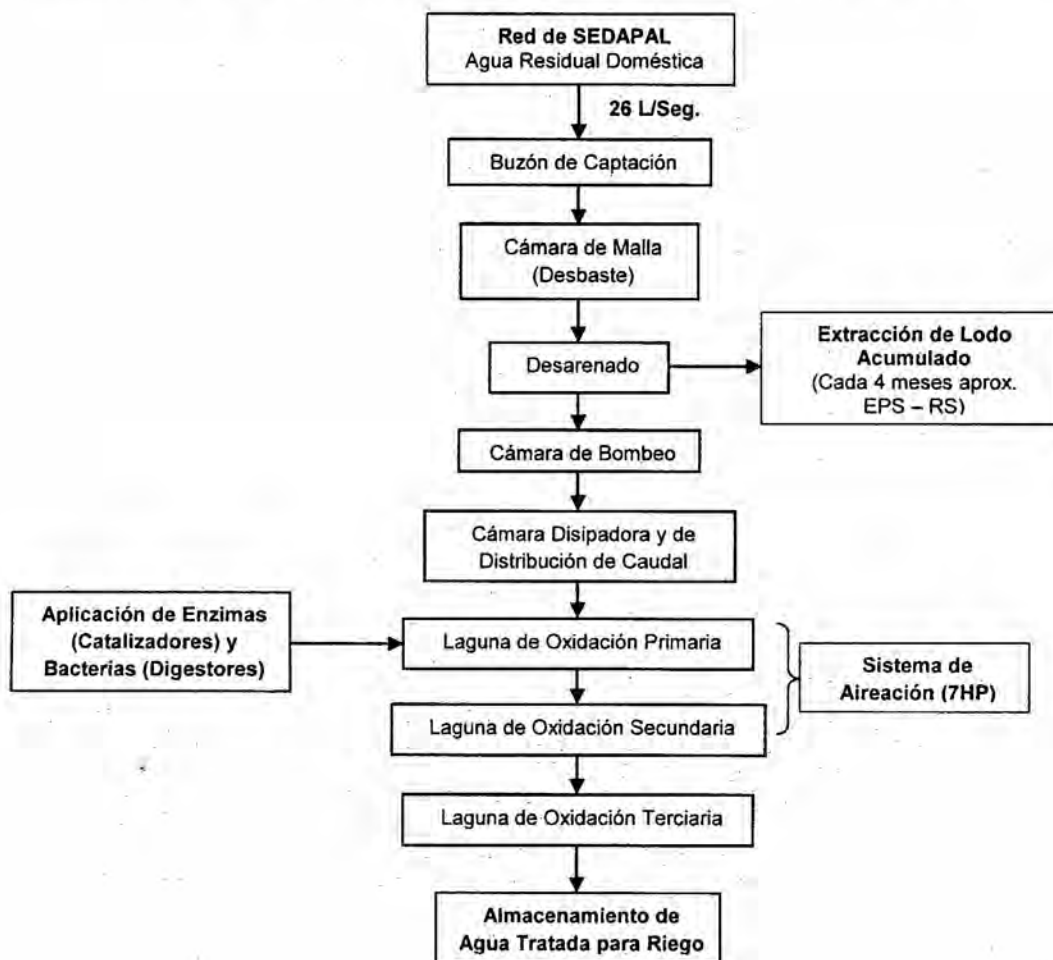 Red de SEDAPAL
Agua Residual Doméstica
26 L/Seg.
Buzón de Captación
Cámara de Malla
(Desbaste)
Desarenado
Extracción de Lodo
Acumulado
(Cada 4 meses aprox.
EPS – RS)
Cámara de Bombeo
Cámara Disipadora y de
Distribución de Caudal
Aplicación de Enzimas
(Catalizadores) y
Bacterías (Digestores)
Laguna de Oxidación Primaria
Sistema de
Aireación (7HP)
Laguna de Oxidación Secundaria
Laguna de Oxidación Terciaria
Almacenamiento de
Agua Tratada para Riego